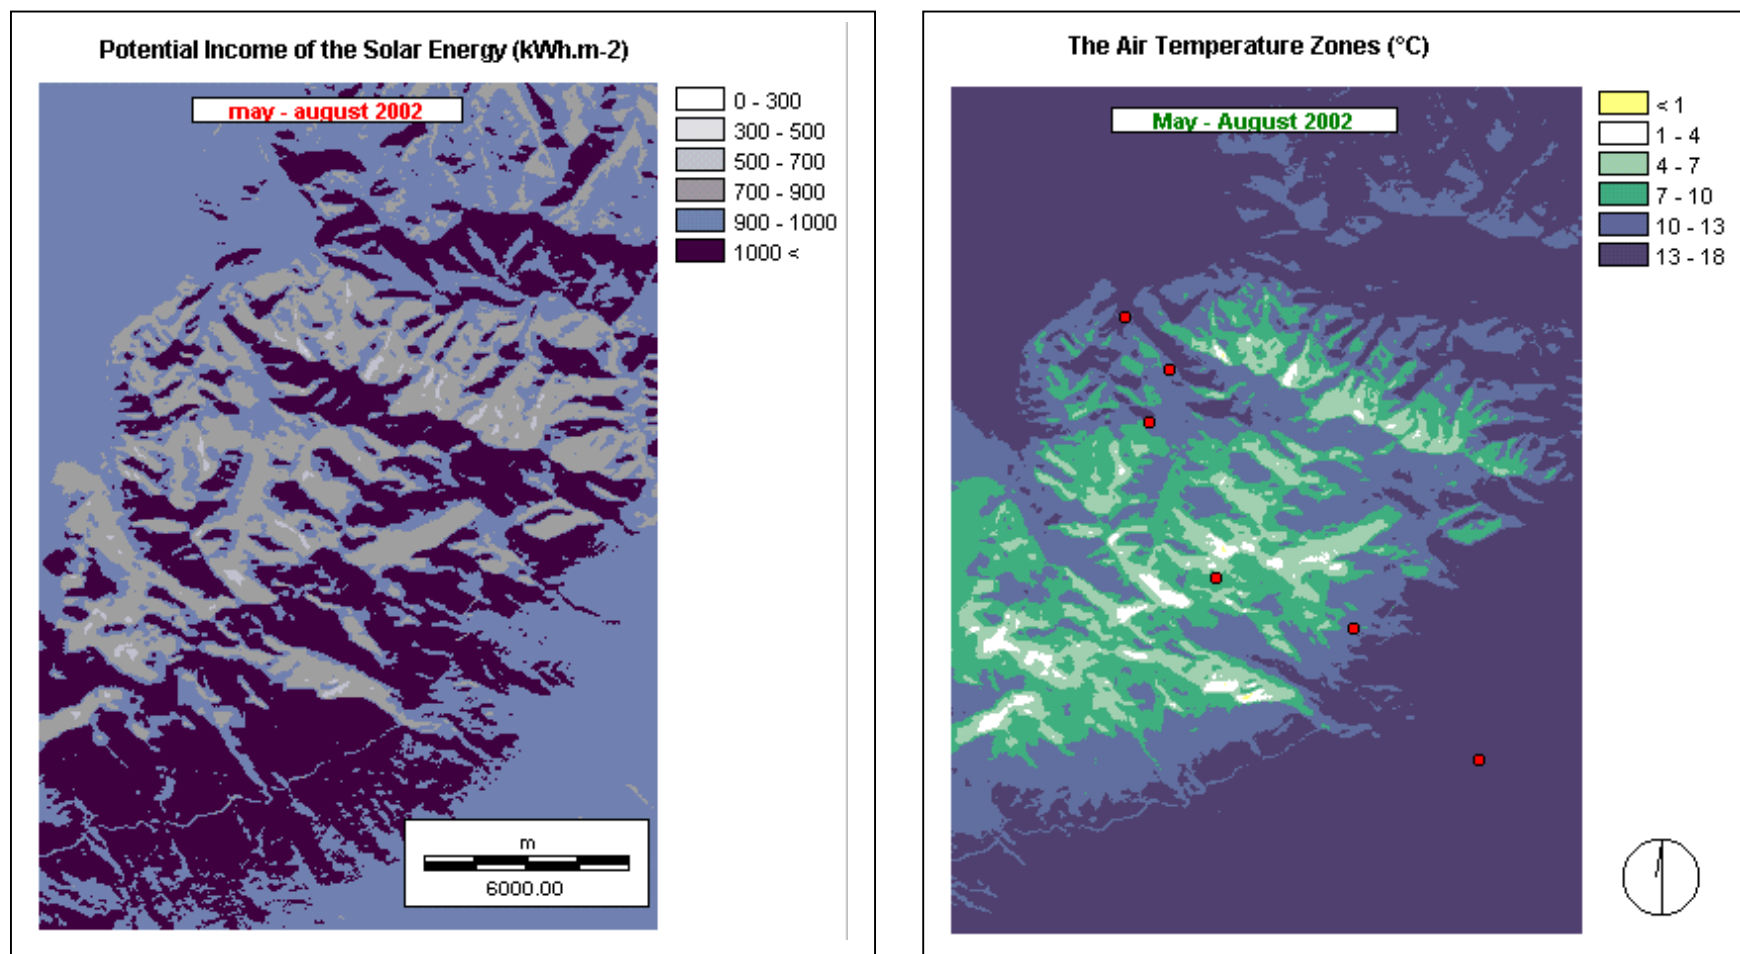 Potential Income of the Solar Energy (kWh.m-2)
may - august 2002
0 - 300
300 - 500
500 - 700
700 - 900
900 - 1000
1000 <
m
6000.00
The Air Temperature Zones (°C)
May - August 2002
< 1
1 - 4
4 - 7
7 - 10
10 - 13
13 - 18